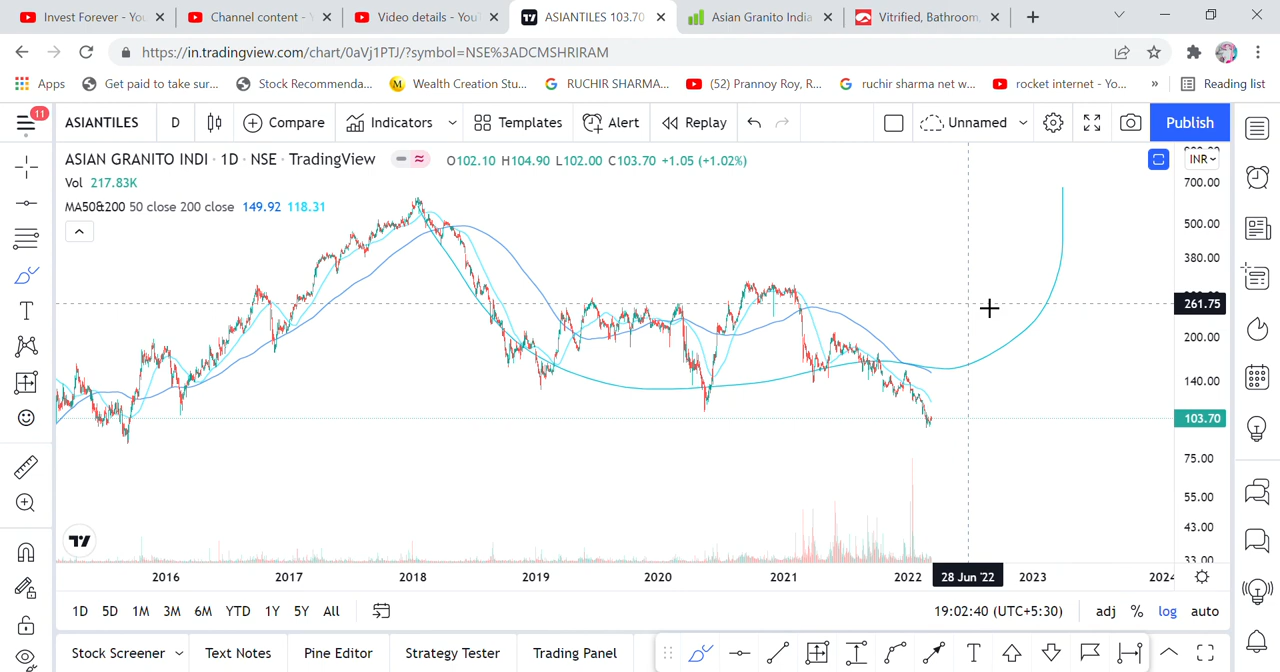 Invest Forever - You
Channel content -
Video details - You
ASIANTILES 103.70
Asian Granito India
Vitrified, Bathroom,
https://in.tradingview.com/chart/0aVj1PTJ/?symbol=NSE%3ADCMSHRIRAM
Apps
Get paid to take sur...
Stock Recommenda...
Wealth Creation Stu...
RUCHIR SHARMA...
(52) Prannoy Roy, R...
ruchir sharma net w...
rocket internet - Yo...
»
Reading list
11
ASIANTILES
D
Compare
Indicators
Templates
Alert
Replay
Unnamed
Publish
ASIAN GRANITO INDI · 1D · NSE · TradingView
O102.10 H104.90 L102.00 C103.70 +1.05 (+1.02%)
INR
Vol 217.83K
MA50&200 50 close 200 close 149.92 118.31
700.00
500.00
380.00
261.75
200.00
140.00
103.70
75.00
55.00
43.00
33.00
2016
2017
2018
2019
2020
2021
2022
28 Jun '22
2023
2024
1D
5D
1M
3M
6M
YTD
1Y
5Y
All
19:02:40 (UTC+5:30)
adj
%
log
auto
Stock Screener
Text Notes
Pine Editor
Strategy Tester
Trading Panel